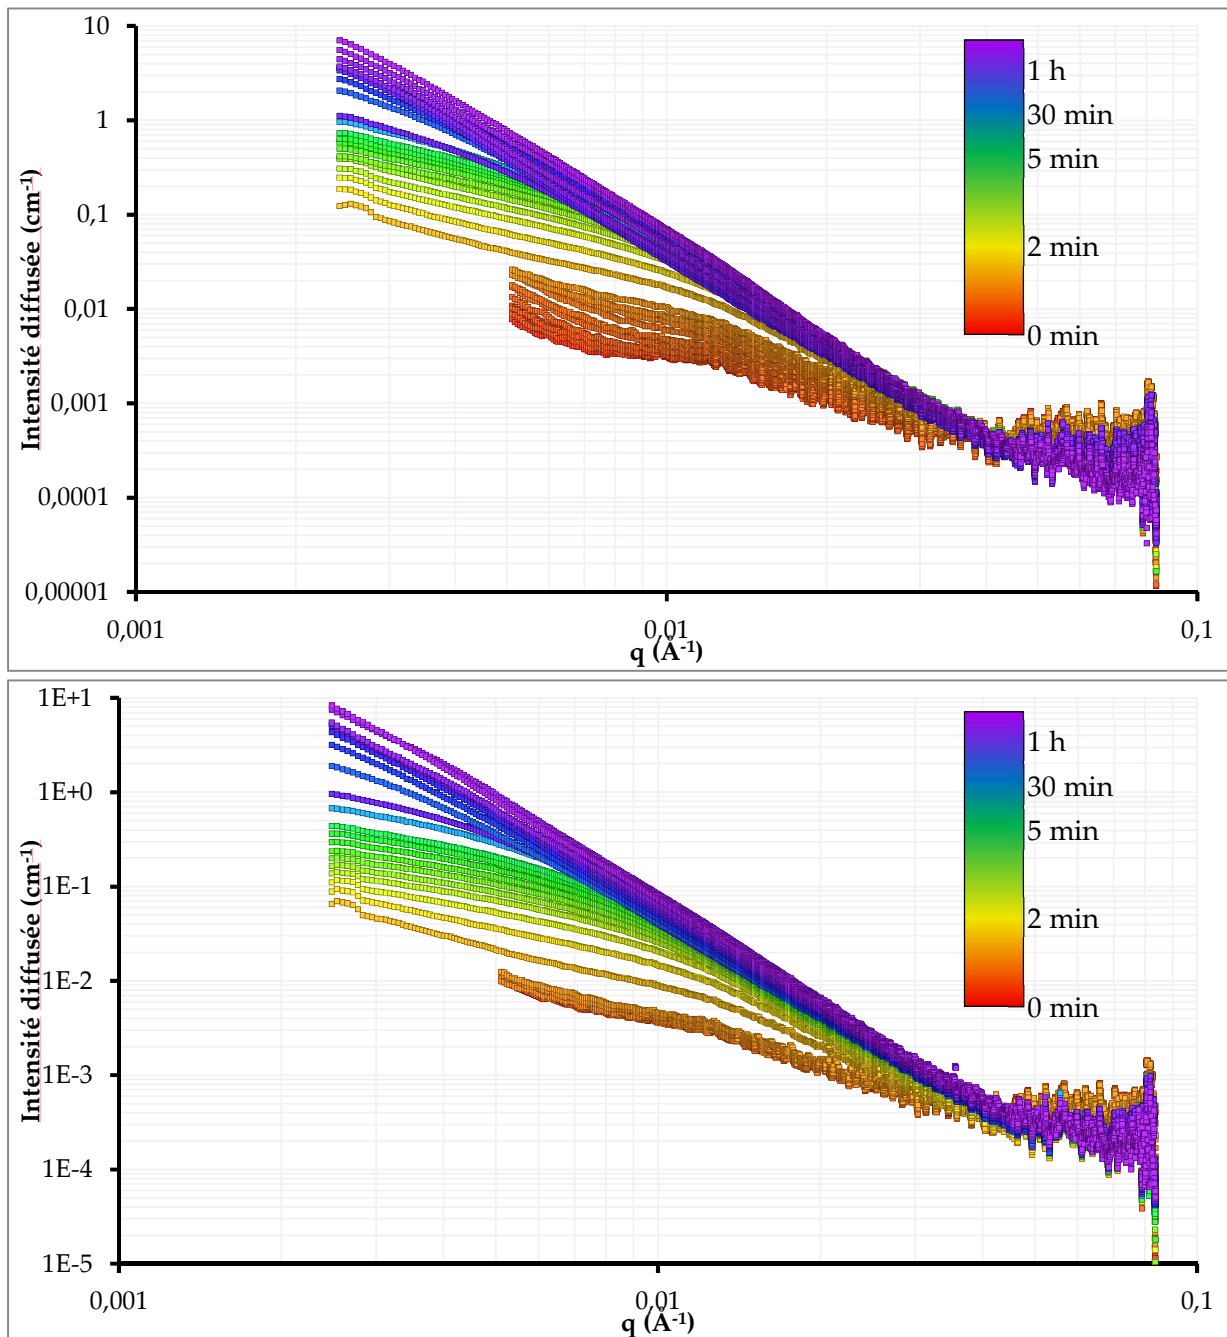 10
1
0,1
0,01
0,001
0,0001
0,00001
Intensité diffusée (cm-1)
1 h
30 min
5 min
2 min
0 min
0,001
0,01
0,1
q (Å-1)
1E+1
1E+0
1E-1
1E-2
1E-3
1E-4
1E-5
Intensité diffusée (cm-1)
1 h
30 min
5 min
2 min
0 min
0,001
0,01
0,1
q (Å-1)